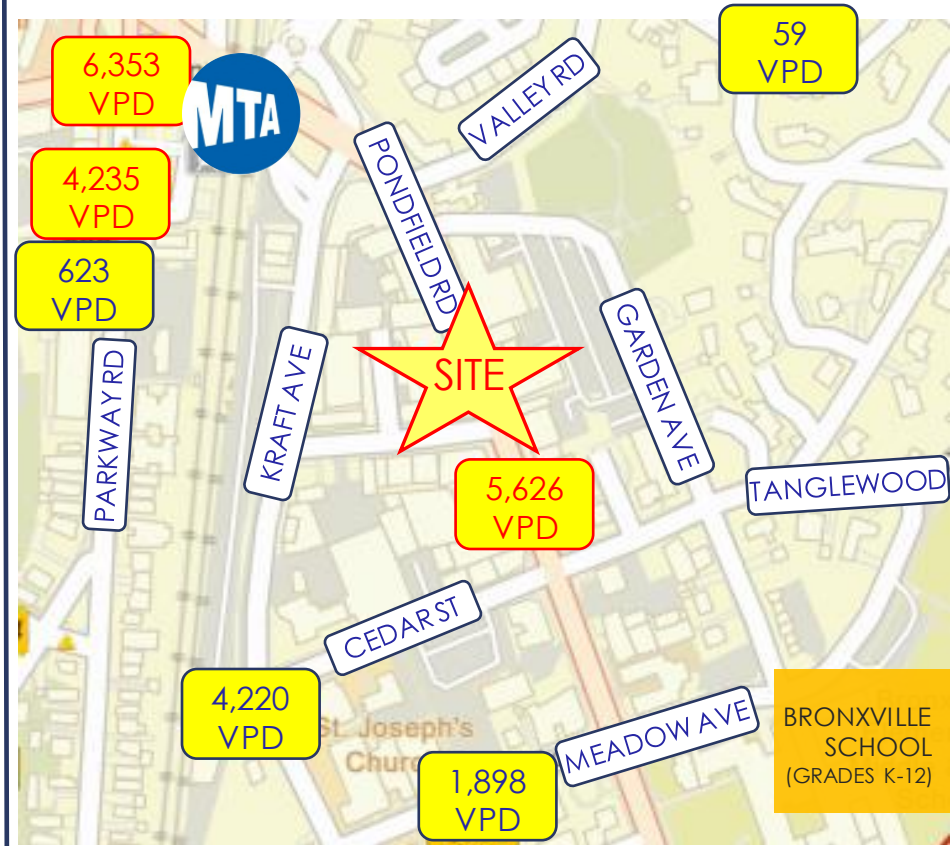 59
VPD
6,353
VPD
MTA
VALLEY RD
PONDFIELD RD
4,235
VPD
623
VPD
GARDEN AVE
KRAFT AVE
PARKWAY RD
SITE
5,626
VPD
TANGLEWOOD
CEDAR ST
4,220
VPD
St. Joseph's
MEADOW AVE
BRONXVILLE
SCHOOL
(GRADES K-12)
1,898
VPD